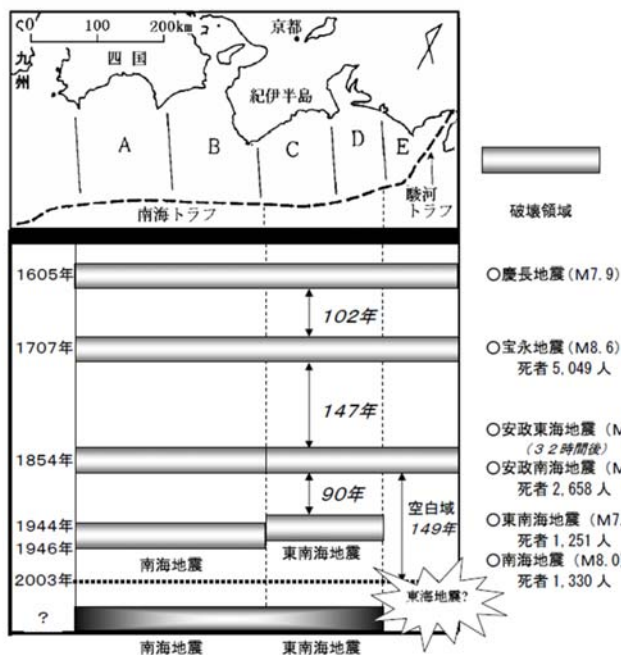 0 100 200km
九州
四国
京都
紀伊半島
A B C D E
南海トラフ
駿河トラフ
破壊領域
1605年
○慶長地震(M7.9)
102年
1707年
○宝永地震(M8.6)
死者 5,049 人
147年
○安政東海地震 (M
(32時間後)
1854年
○安政南海地震 (M
死者 2,658 人
90年
空白域
149年
1944年
○東南海地震 (M7.
1946年
死者 1,251 人
南海地震
東南海地震
○南海地震(M8.0
2003年
死者 1,330 人
東海地震?
?
南海地震
東南海地震